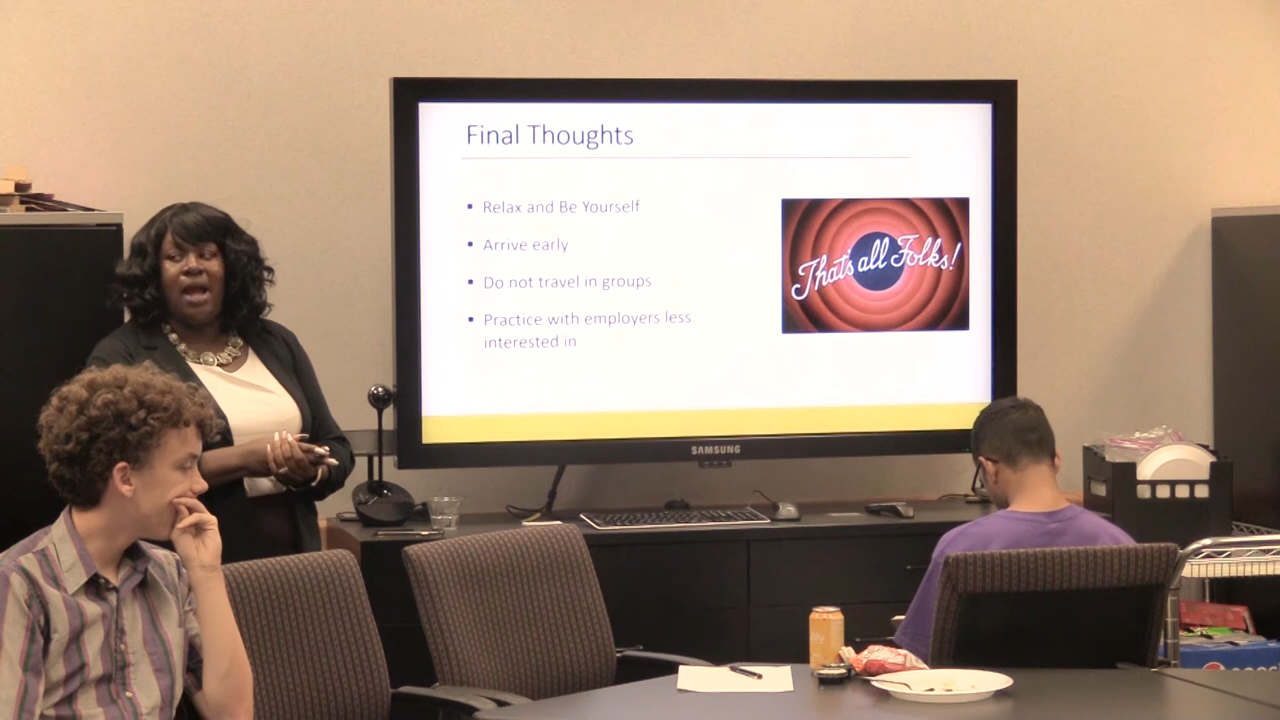 Final Thoughts
▪ Relax and Be Yourself
▪ Arrive early
▪ Do not travel in groups
▪ Practice with employers less
interested in
That's all Folks!
SAMSUNG